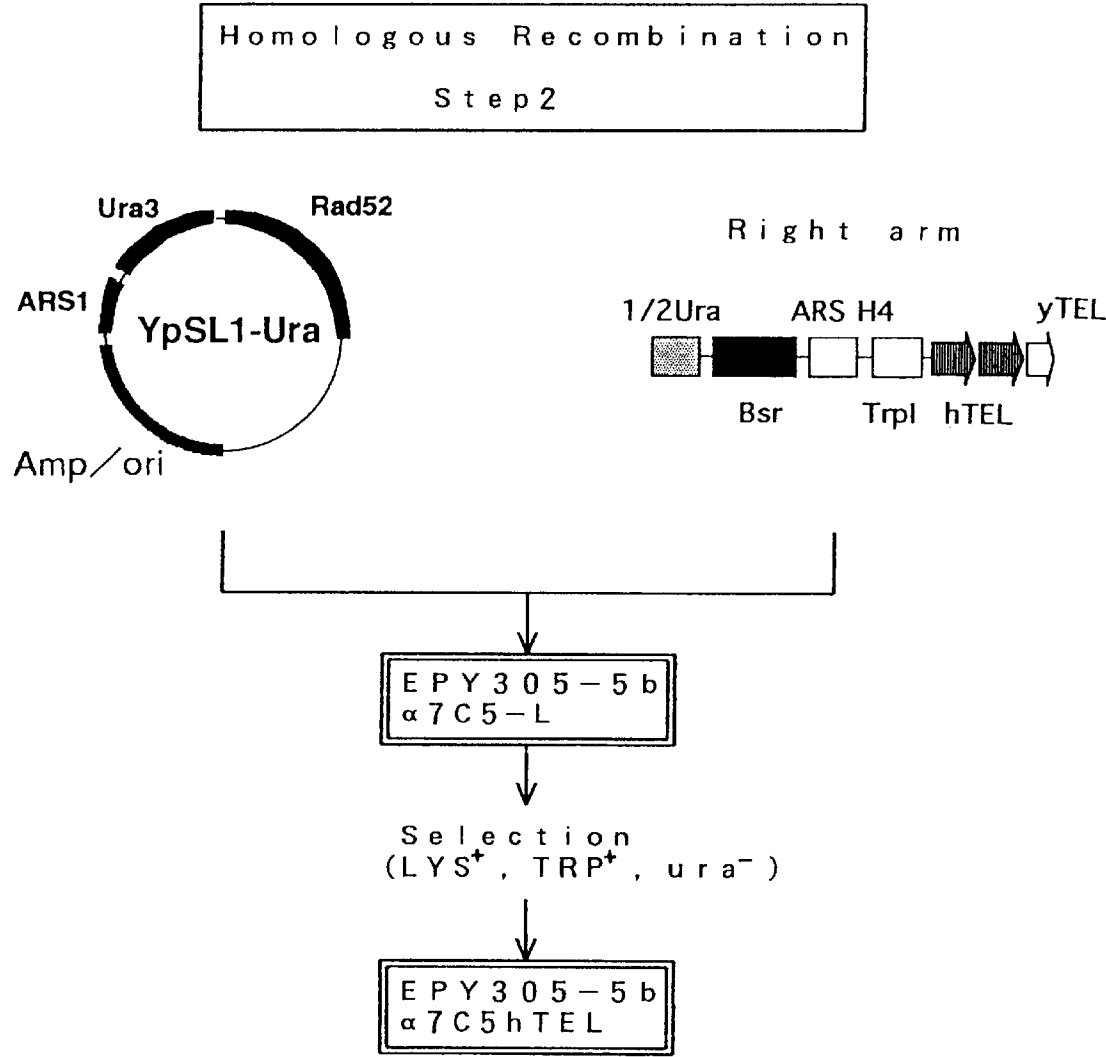 Homologous Recombination
Step2
Ura3
Rad52
ARS1
YpSL1-Ura
Amp/ori
Right arm
1/2Ura
ARS H4
yTEL
Bsr
TrpI
hTEL
EPY305-5b
α7C5-L
Selection
(LYS⁺, TRP⁺, ura⁻)
EPY305-5b
α7C5hTEL